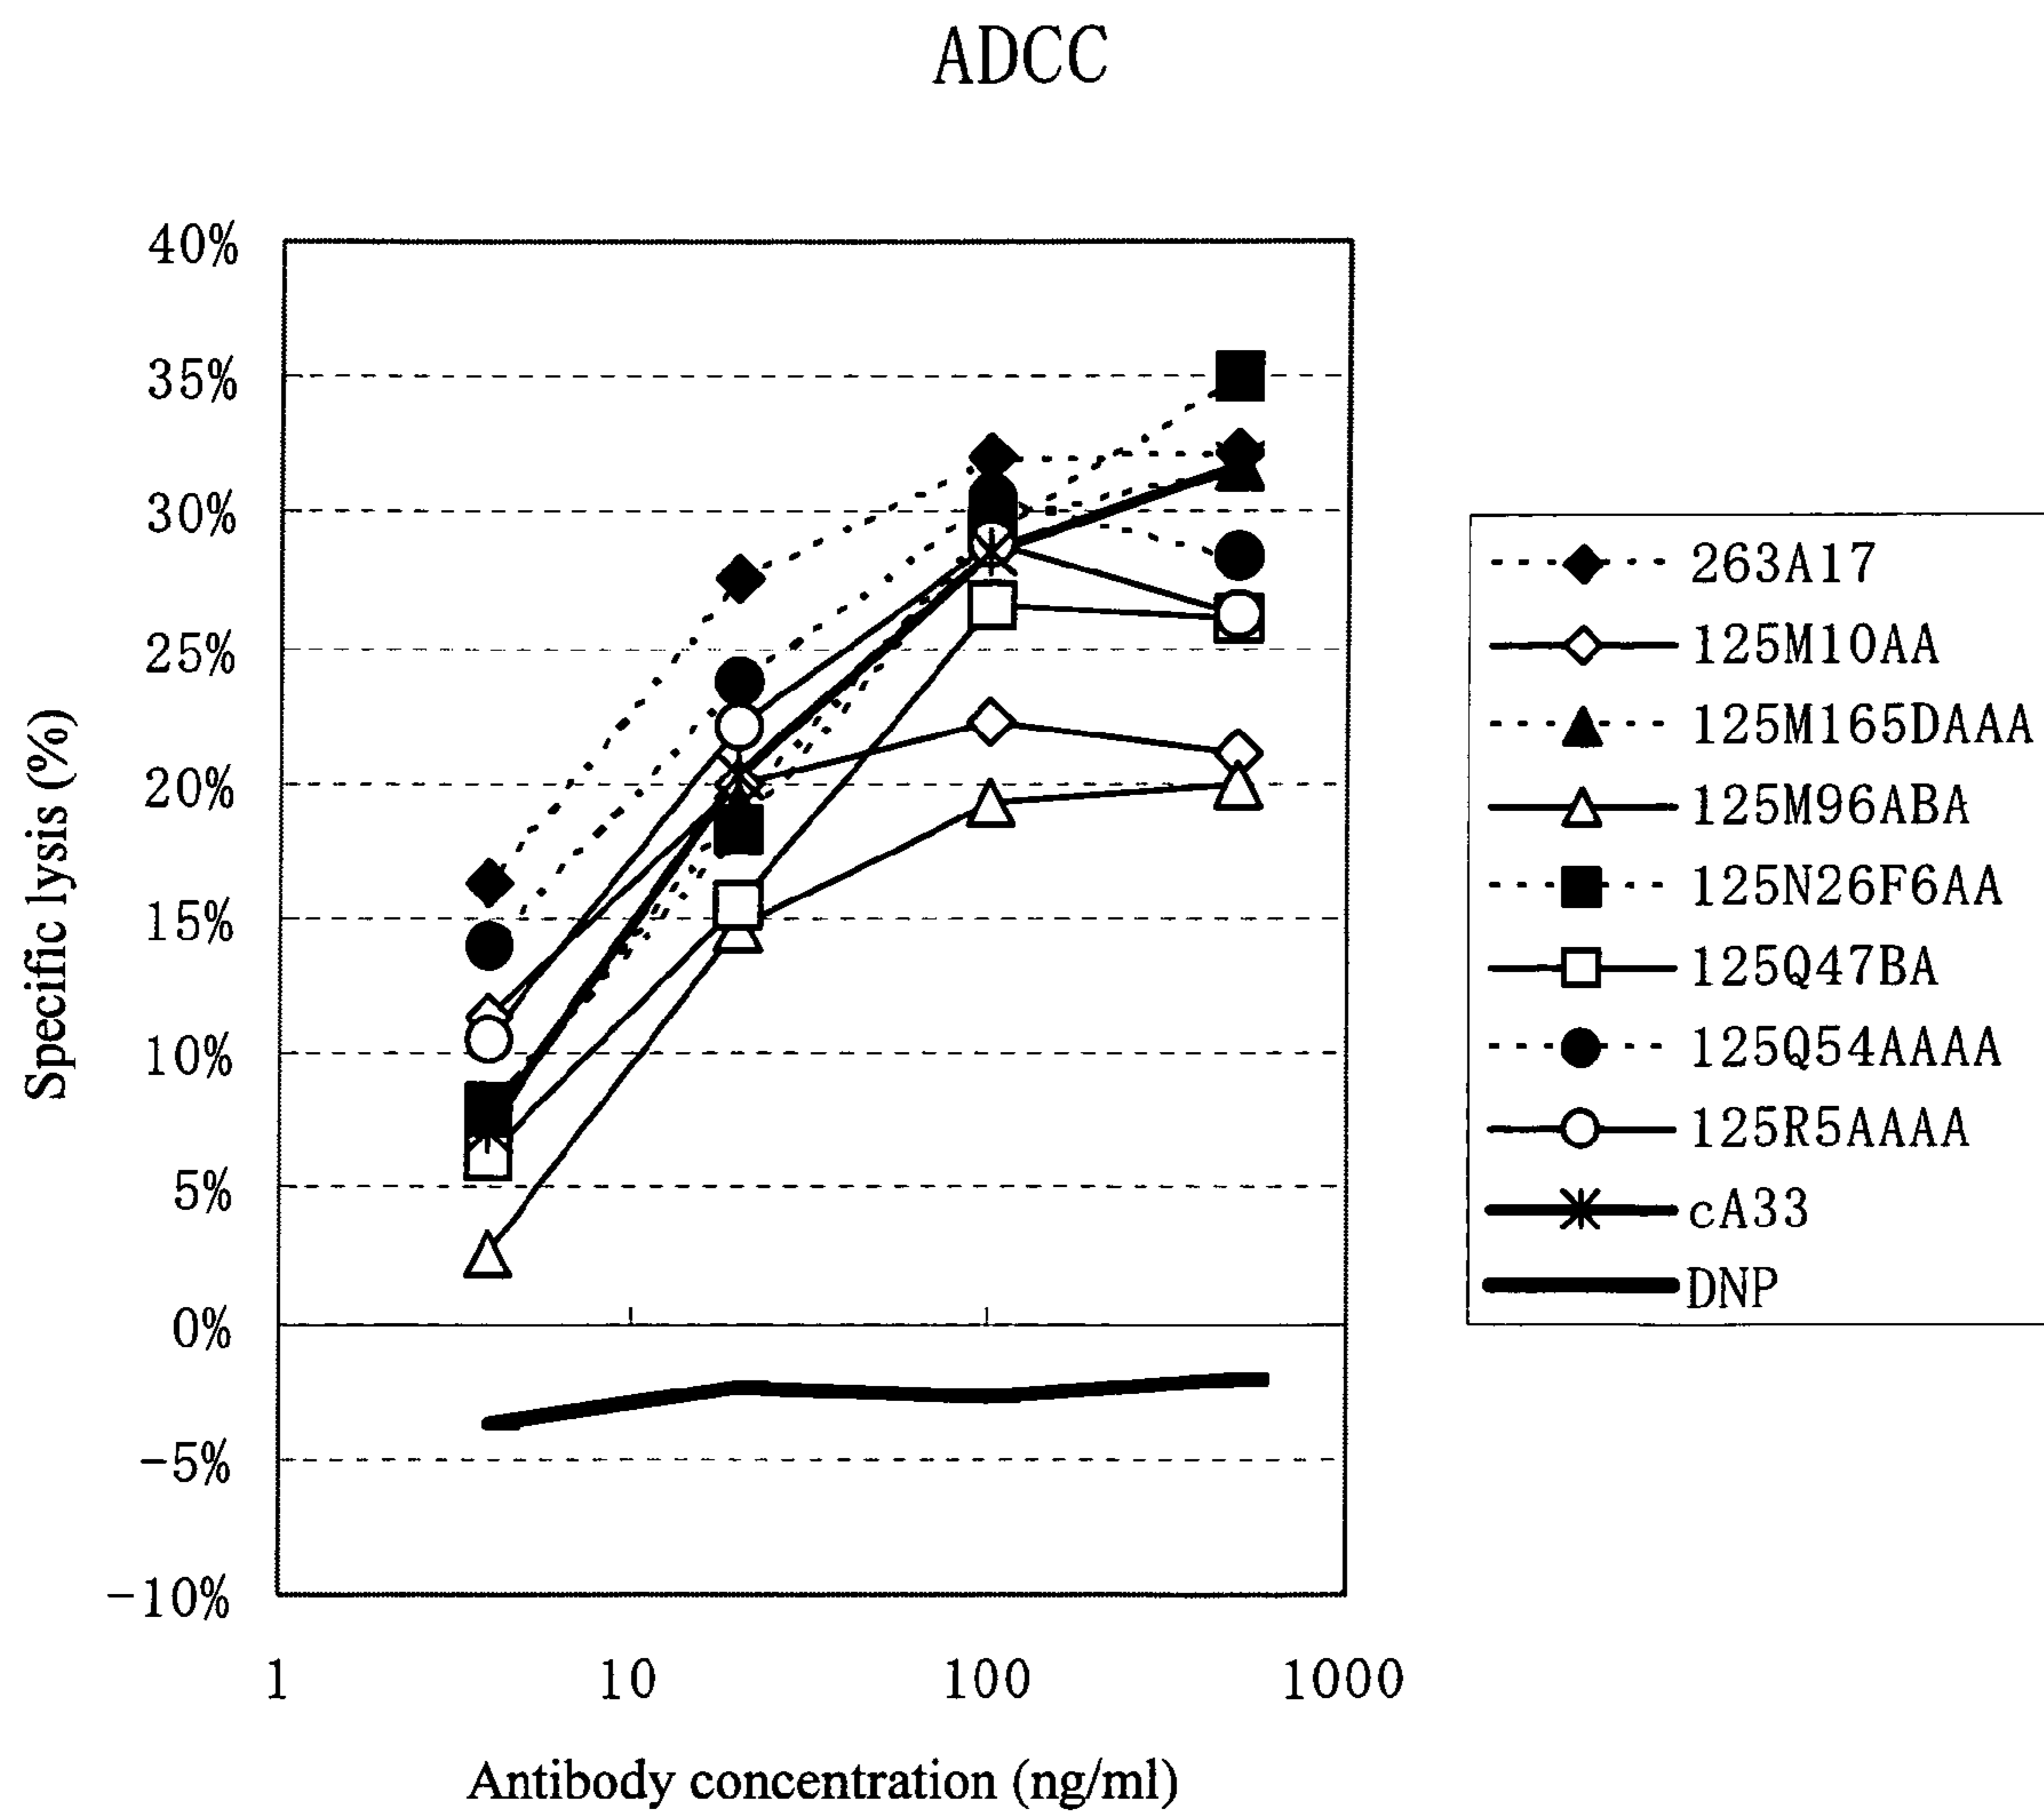 ADCC
40%
35%
30%
25%
20%
15%
10%
5%
0%
-5%
-10%
Specific lysis (%)
1 10 100 1000
Antibody concentration (ng/ml)
263A17
125M10AA
125M165DAAA
125M96ABA
125N26F6AA
125Q47BA
125Q54AAAA
125R5AAAA
cA33
DNP